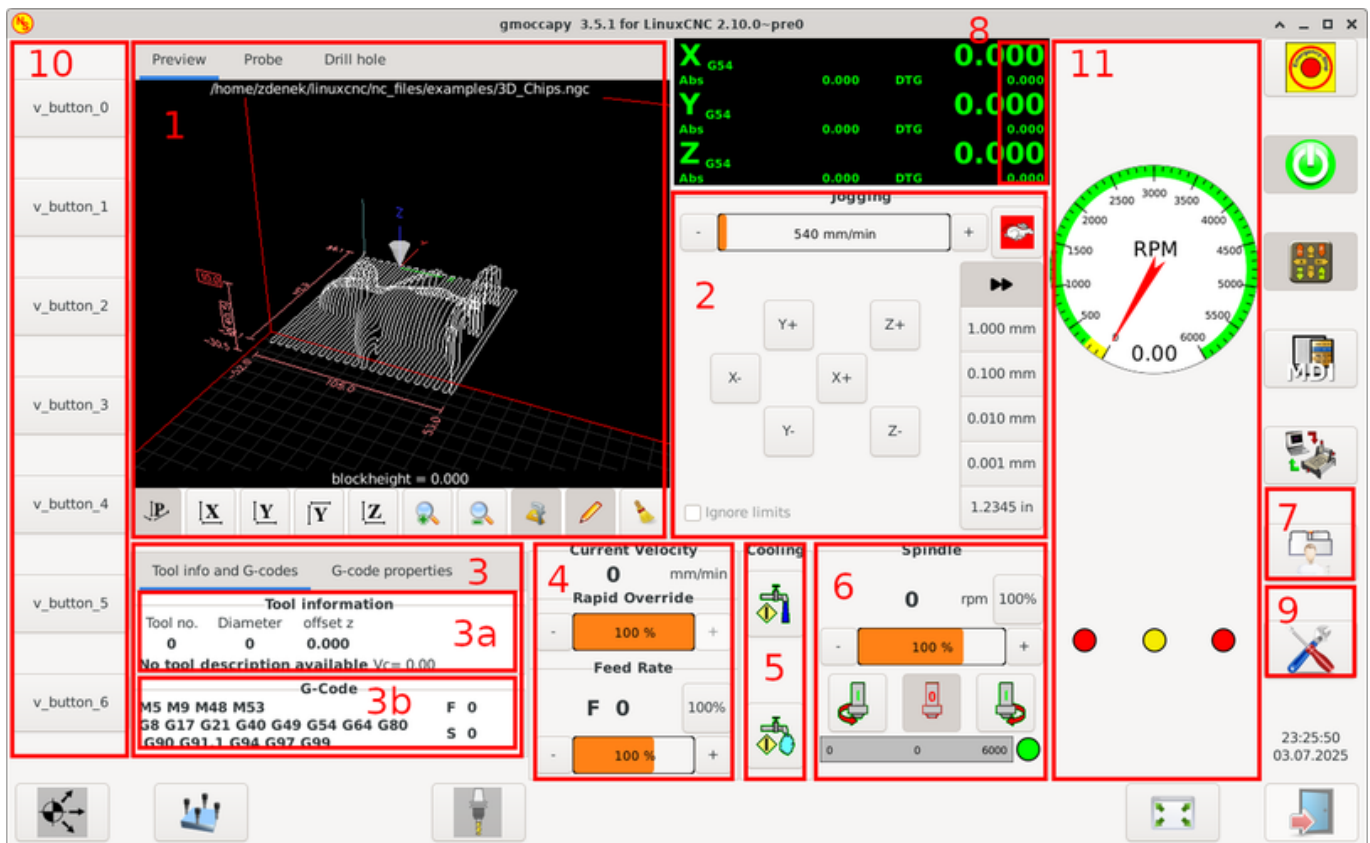 gmoccapy 3.5.1 for LinuxCNC 2.10.0~pre0
10
v_button_0
v_button_1
v_button_2
v_button_3
v_button_4
v_button_5
v_button_6
Preview Probe Drill hole
/home/zdenek/linuxcnc/nc_files/examples/3D_Chips.ngc
1
Z
106.0
53.0
blockheight = 0.000
P X Y Y Z
8
X G54 0.000
Abs 0.000 DTG 0.000
Y G54 0.000
Abs 0.000 DTG 0.000
Z G54 0.000
Abs 0.000 DTG 0.000
Jogging
- 540 mm/min +
2
Y+ Z+
X- X+
Y- Z-
1.000 mm
0.100 mm
0.010 mm
0.001 mm
1.2345 in
Ignore limits
Tool info and G-codes G-code properties 3
Tool information
Tool no. Diameter offset z
0 0 0.000
3a
No tool description available Vc= 0.00
G-Code
3b
M5 M9 M48 M53 F 0
G8 G17 G21 G40 G49 G54 G64 G80
S 0
G90 G91.1 G94 G97 G99
Current Velocity
4
0 mm/min
Rapid Override
- 100 % +
Feed Rate
F 0 100%
- 100 % +
Cooling
5
Spindle
6
0 rpm 100%
- 100 % +
I 0 I
0 0 6000
11
0 500 1000 1500 2000 2500 3000 3500 4000 4500 5000 5500 6000
RPM
0.00
Emergency Stop
MDI
7
9
23:25:50
03.07.2025